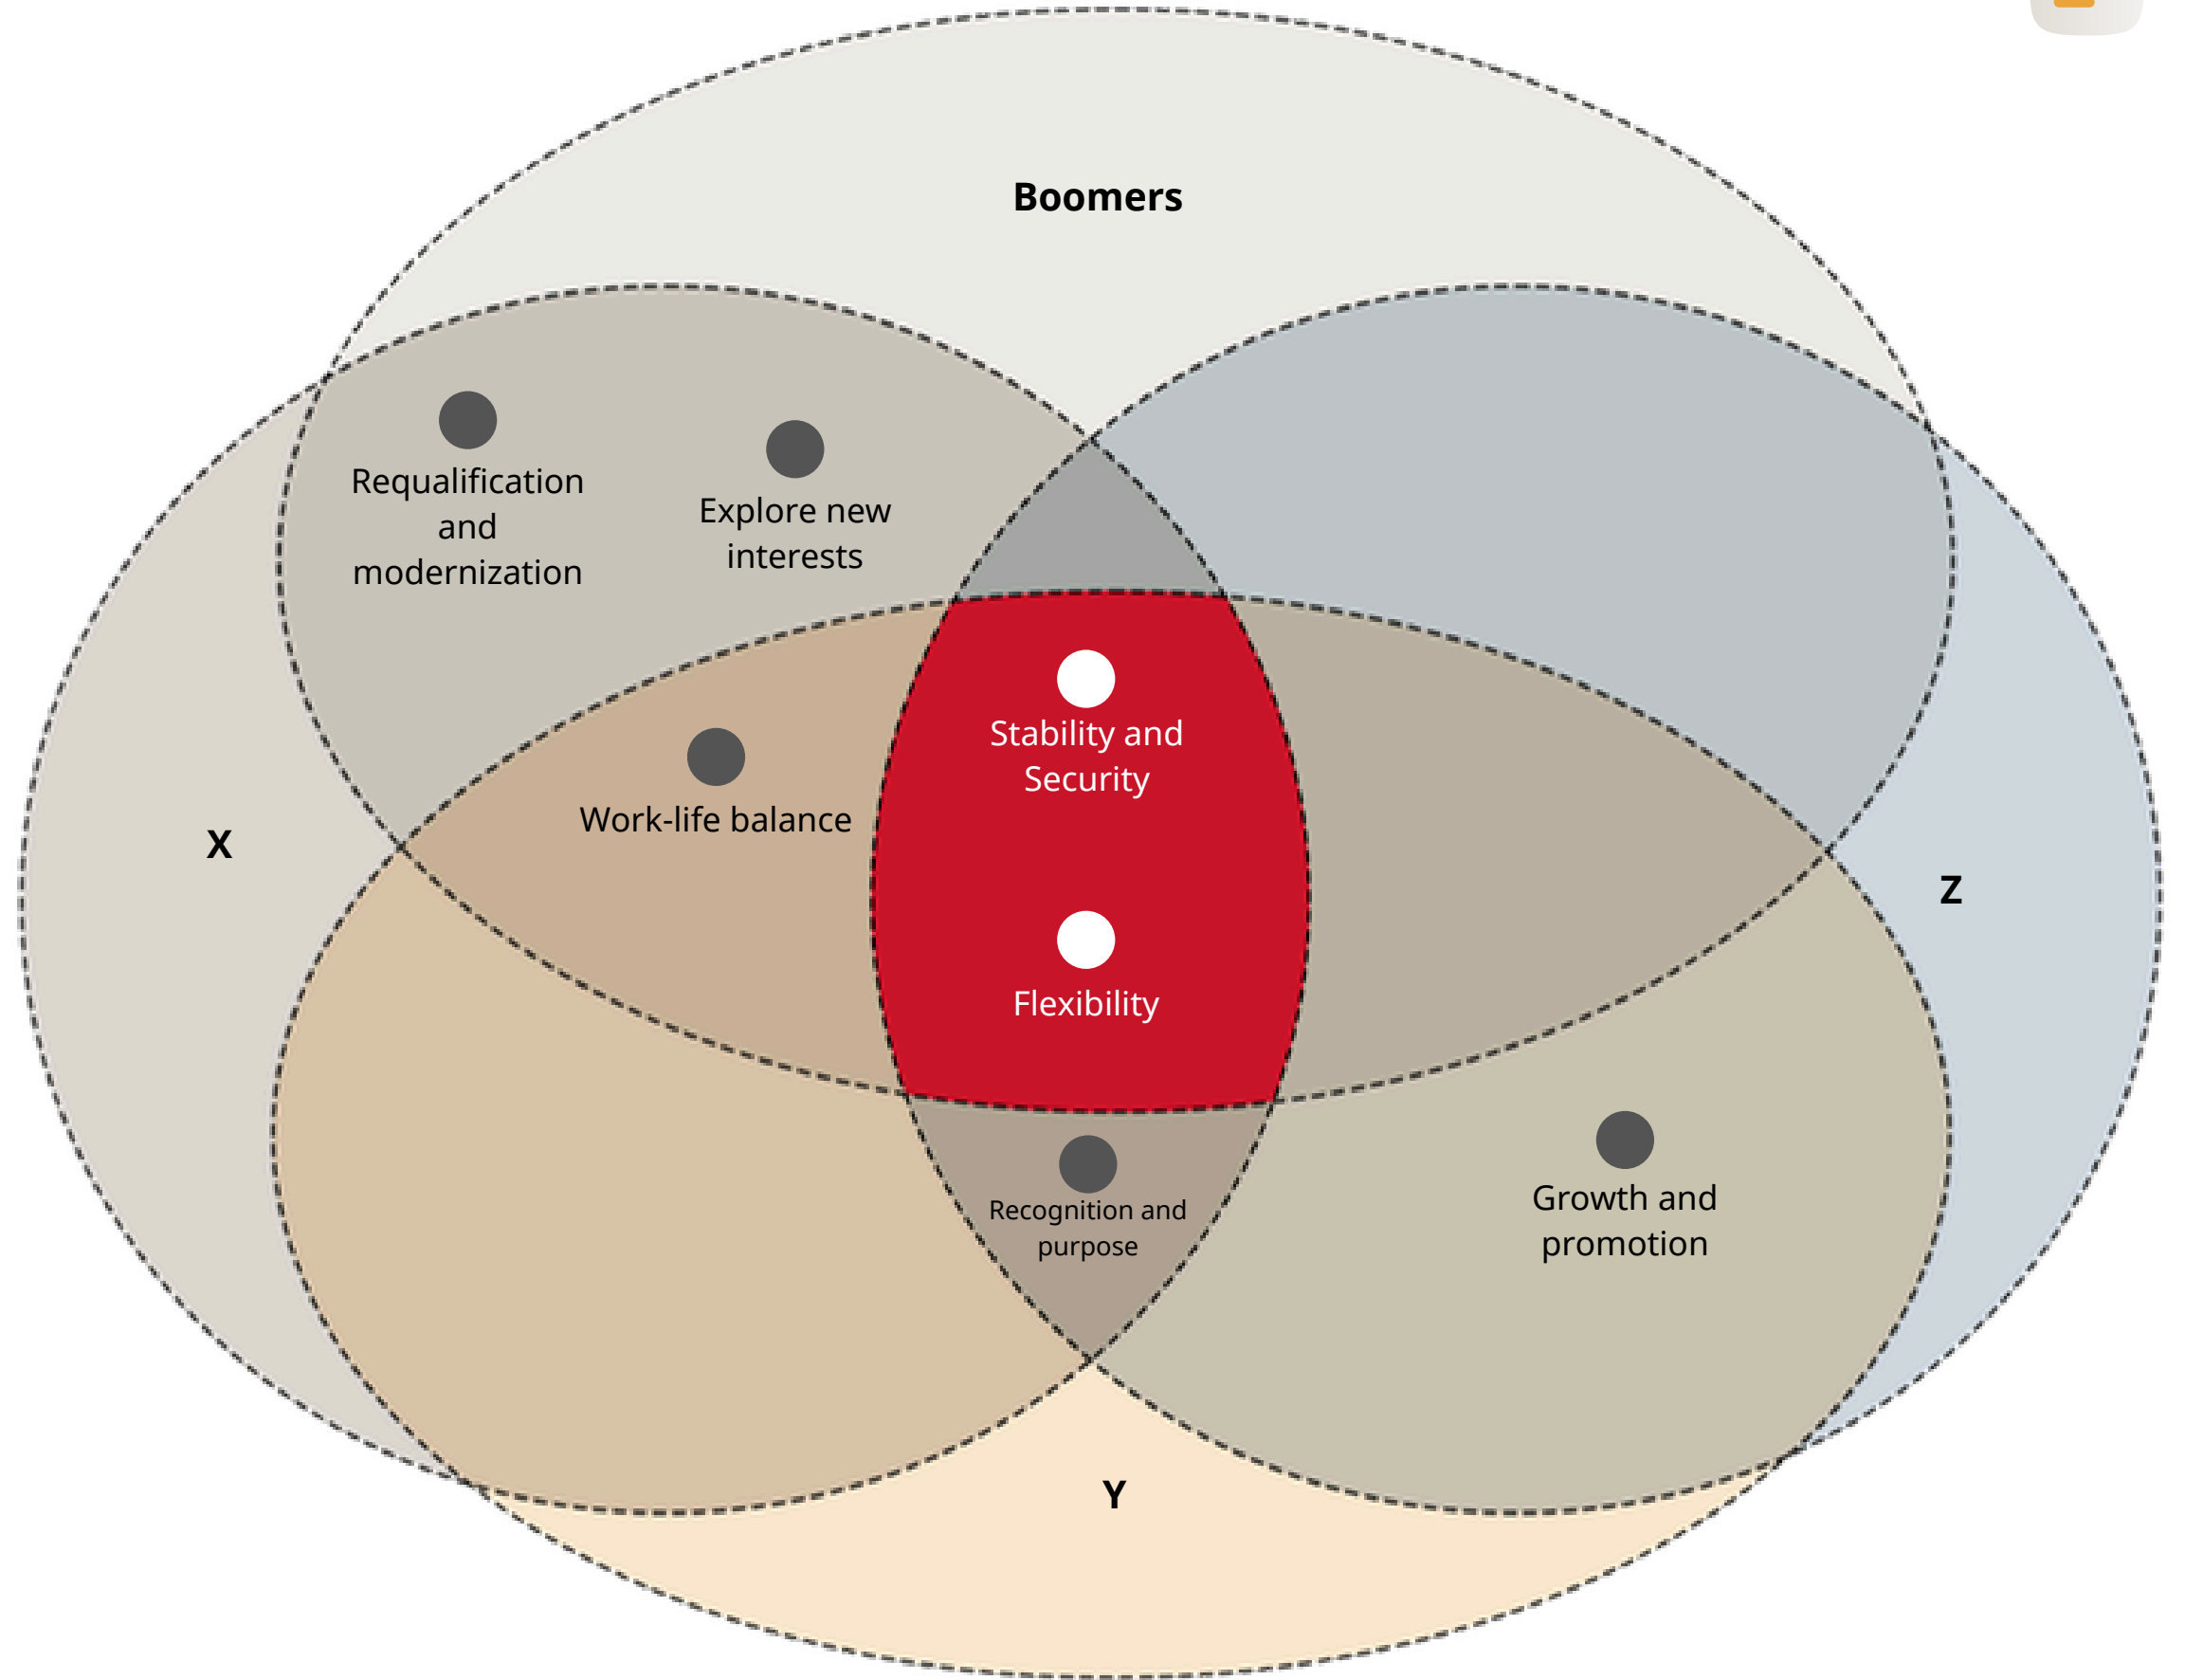 Boomers
Requalification
and
modernization
Explore new
interests
Stability and
Security
Work-life balance
X
Z
Flexibility
Recognition and
purpose
Growth and
promotion
Y